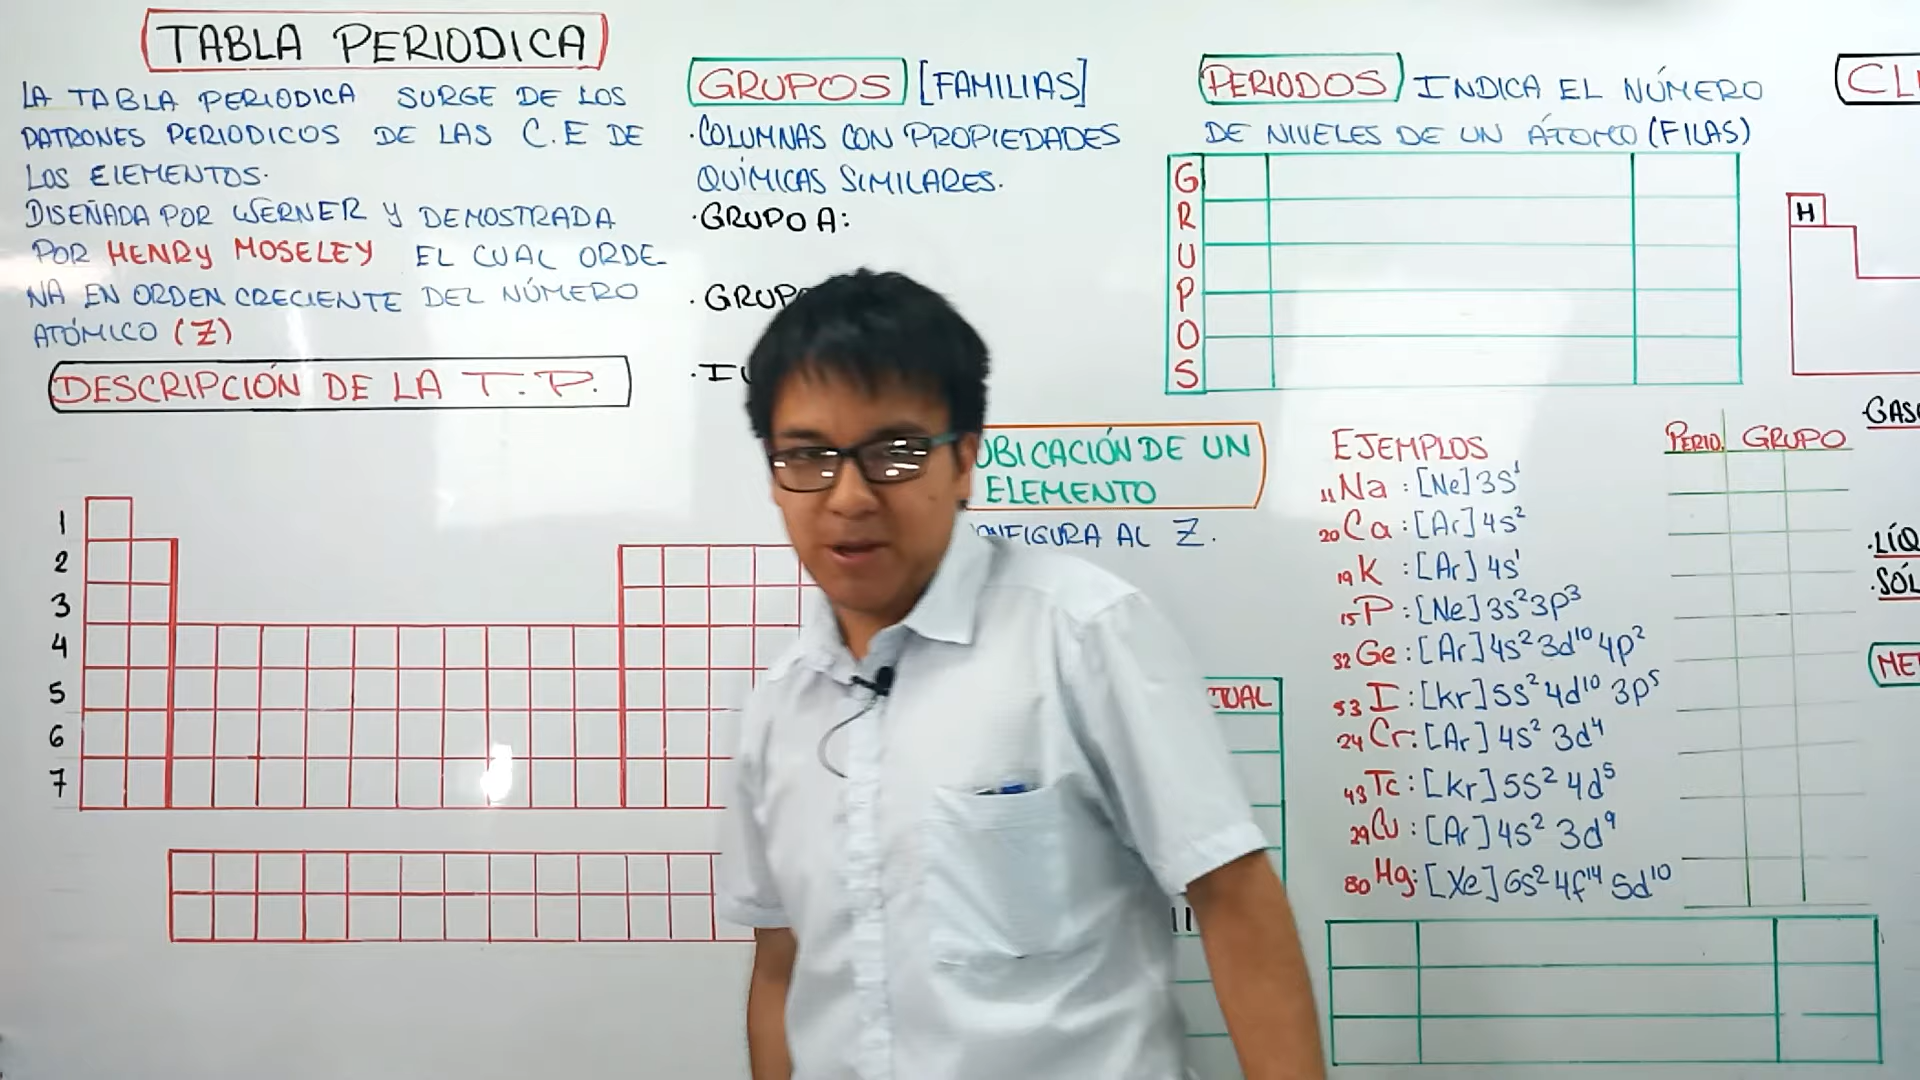 TABLA PERIODICA
LA TABLA PERIODICA SURGE DE LOS
PATRONES PERIODICOS DE LAS C.E DE
LOS ELEMENTOS.
DISEÑADA POR WERNER Y DEMOSTRADA
POR HENRY MOSELEY EL CUAL ORDE-
NA EN ORDEN CRECIENTE DEL NÚMERO
ATÓMICO (Z)
DESCRIPCIÓN DE LA T.P.
1
2
3
4
5
6
7
GRUPOS [FAMILIAS]
·COLUMNAS CON PROPIEDADES
QUÍMICAS SIMILARES.
·GRUPO A:
UBICACIÓN DE UN
ELEMENTO
AL Z.
PERIODOS INDICA EL NÚMERO
DE NIVELES DE UN ÁTOMO (FILAS)
G
R
U
P
O
S
EJEMPLOS PERIO. GRUPO
₁₁Na : [Ne] 3S¹
₂₀Ca : [Ar] 4s²
₁₉K : [Ar] 4s¹
₁₅P : [Ne] 3s² 3p³
₃₂Ge : [Ar] 4s² 3d¹⁰ 4p²
₅₃I : [kr] 5s² 4d¹⁰ 3p⁵
₂₄Cr: [Ar] 4s² 3d⁴
₄₃Tc : [kr] 5s² 4d⁵
₂₉Cu : [Ar] 4s² 3d⁹
₈₀Hg: [Xe] 6s² 4f¹⁴ 5d¹⁰
H